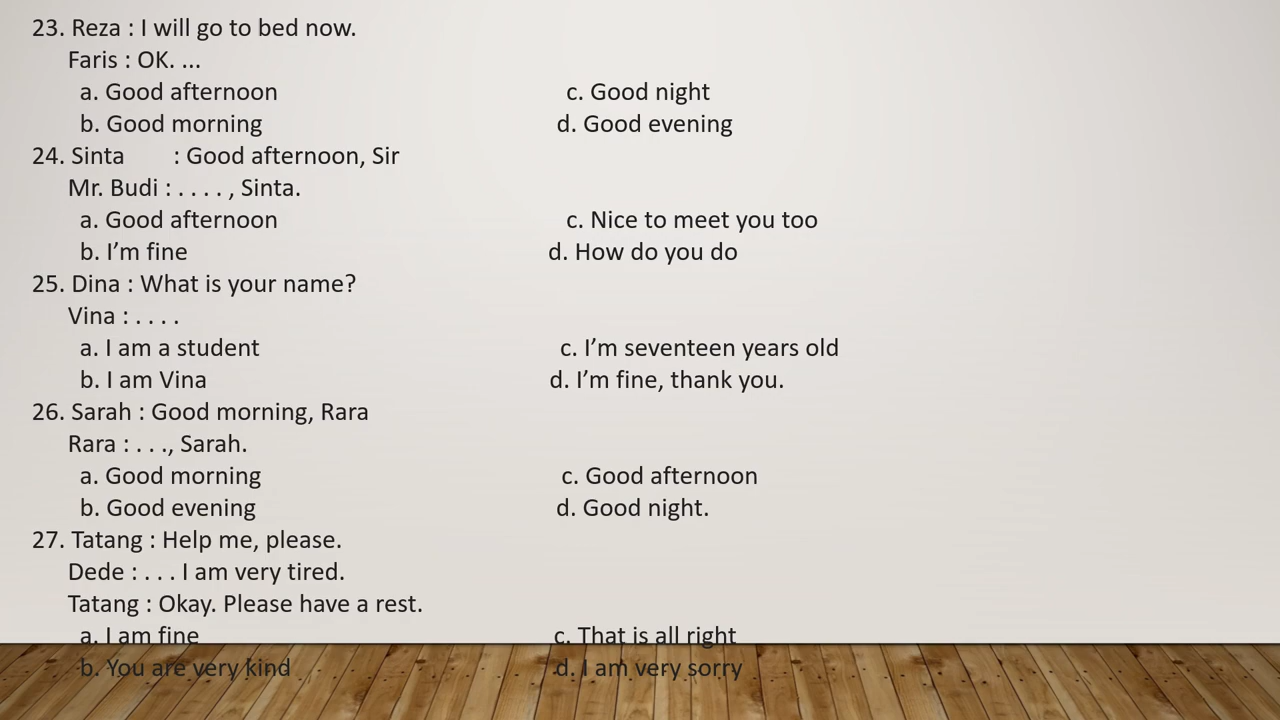 23. Reza : I will go to bed now.
Faris : OK. ...
a. Good afternoon c. Good night
b. Good morning d. Good evening
24. Sinta : Good afternoon, Sir
Mr. Budi : . . . . , Sinta.
a. Good afternoon c. Nice to meet you too
b. I’m fine d. How do you do
25. Dina : What is your name?
Vina : . . . .
a. I am a student c. I’m seventeen years old
b. I am Vina d. I’m fine, thank you.
26. Sarah : Good morning, Rara
Rara : . . ., Sarah.
a. Good morning c. Good afternoon
b. Good evening d. Good night.
27. Tatang : Help me, please.
Dede : . . . I am very tired.
Tatang : Okay. Please have a rest.
a. I am fine c. That is all right
b. You are very kind d. I am very sorry